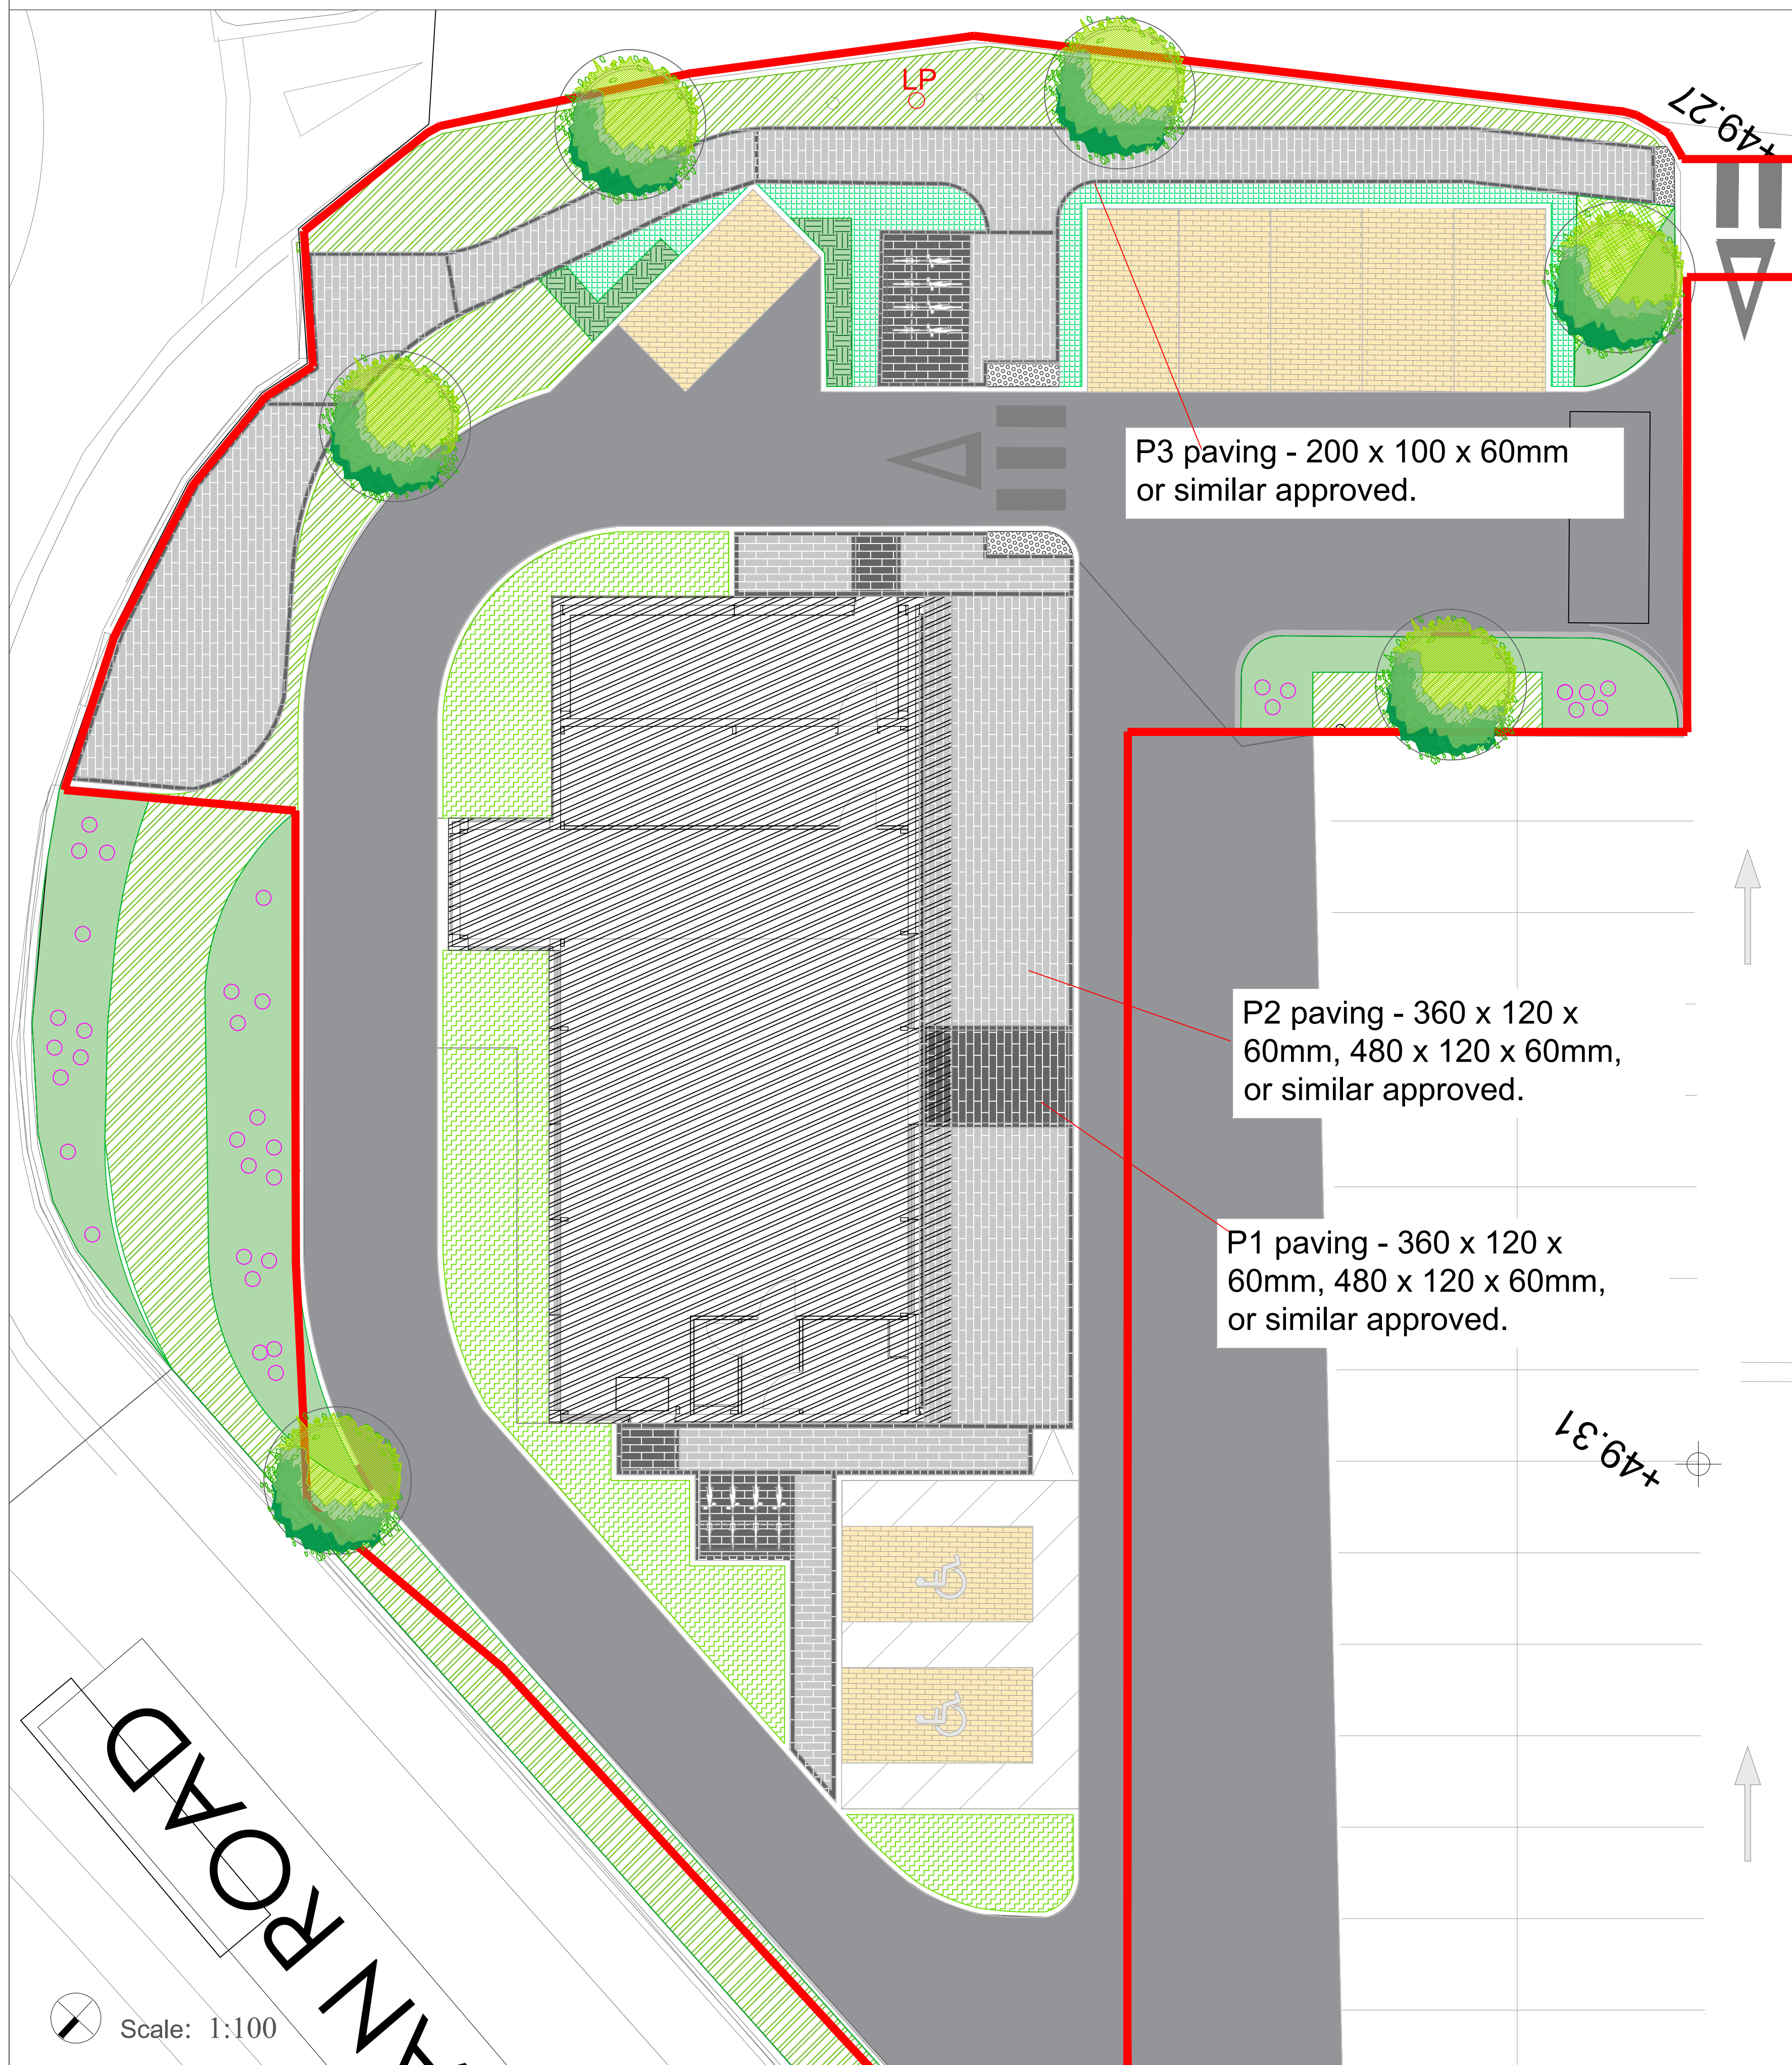 LP
+49.27
P3 paving - 200 x 100 x 60mm
or similar approved.
P2 paving - 360 x 120 x
60mm, 480 x 120 x 60mm,
or similar approved.
P1 paving - 360 x 120 x
60mm, 480 x 120 x 60mm,
or similar approved.
+49.31
AN ROAD
Scale: 1:100